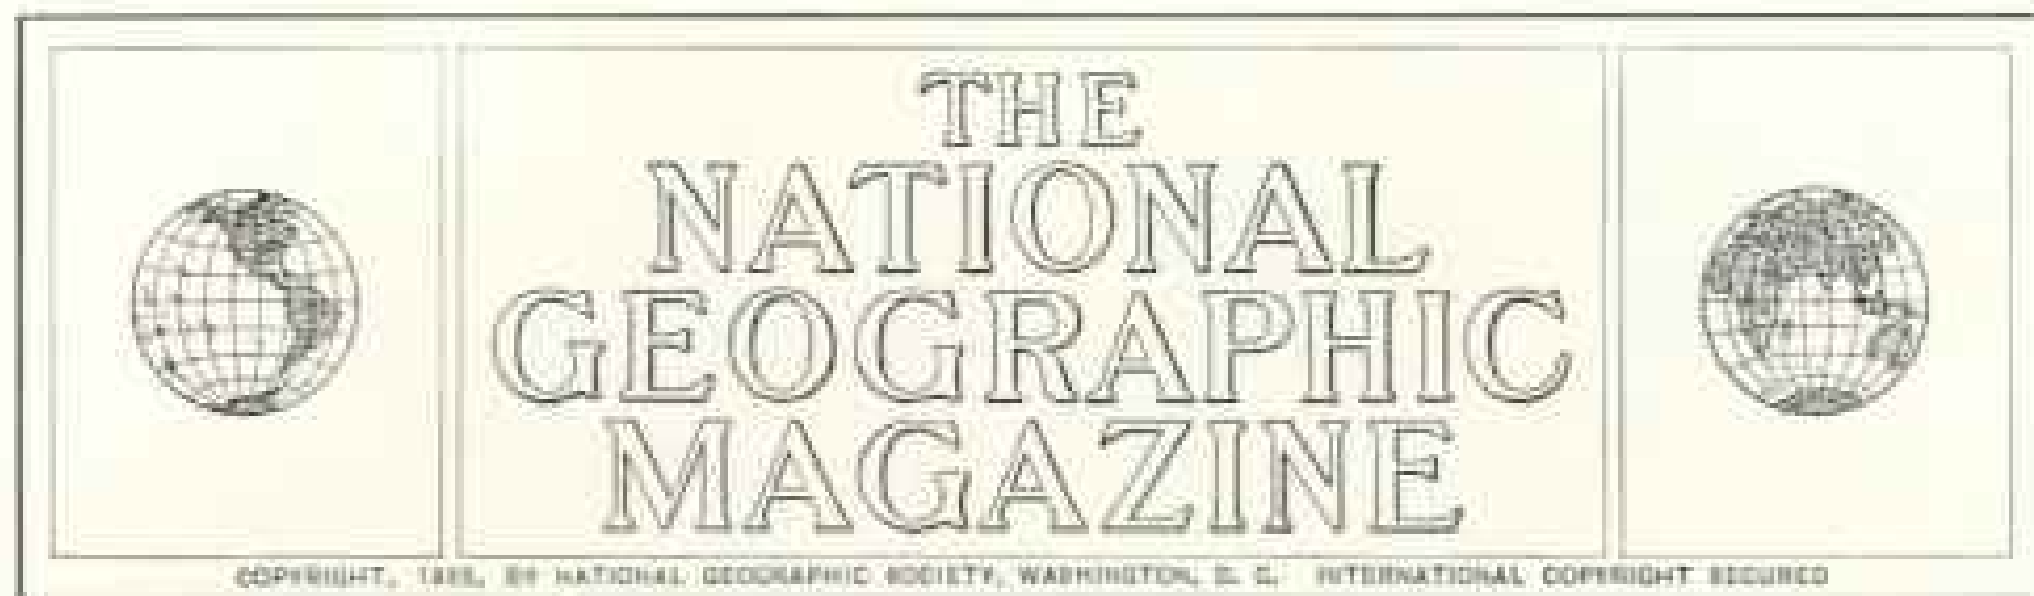 THE
NATIONAL
GEOGRAPHIC
MAGAZINE
COPYRIGHT, BY NATIONAL GEOGRAPHIC SOCIETY, WASHINGTON, D. C. INTERNATIONAL COPYRIGHT SECURED